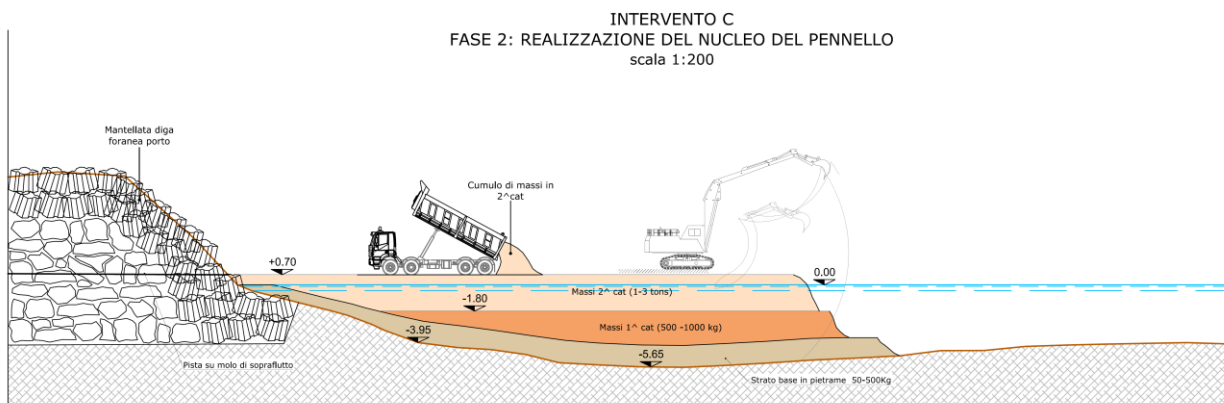 INTERVENTO C
FASE 2: REALIZZAZIONE DEL NUCLEO DEL PENNELLO
scala 1:200
Mantellata diga
foranea porto
Cumulo di massi in
2^cat
+0.70
0.00
Massi 2^ cat (1-3 tons)
-1.80
Massi 1^ cat (500 -1000 kg)
-3.95
-5.65
Pista su molo di sopraflutto
Strato base in pietrame 50-500Kg